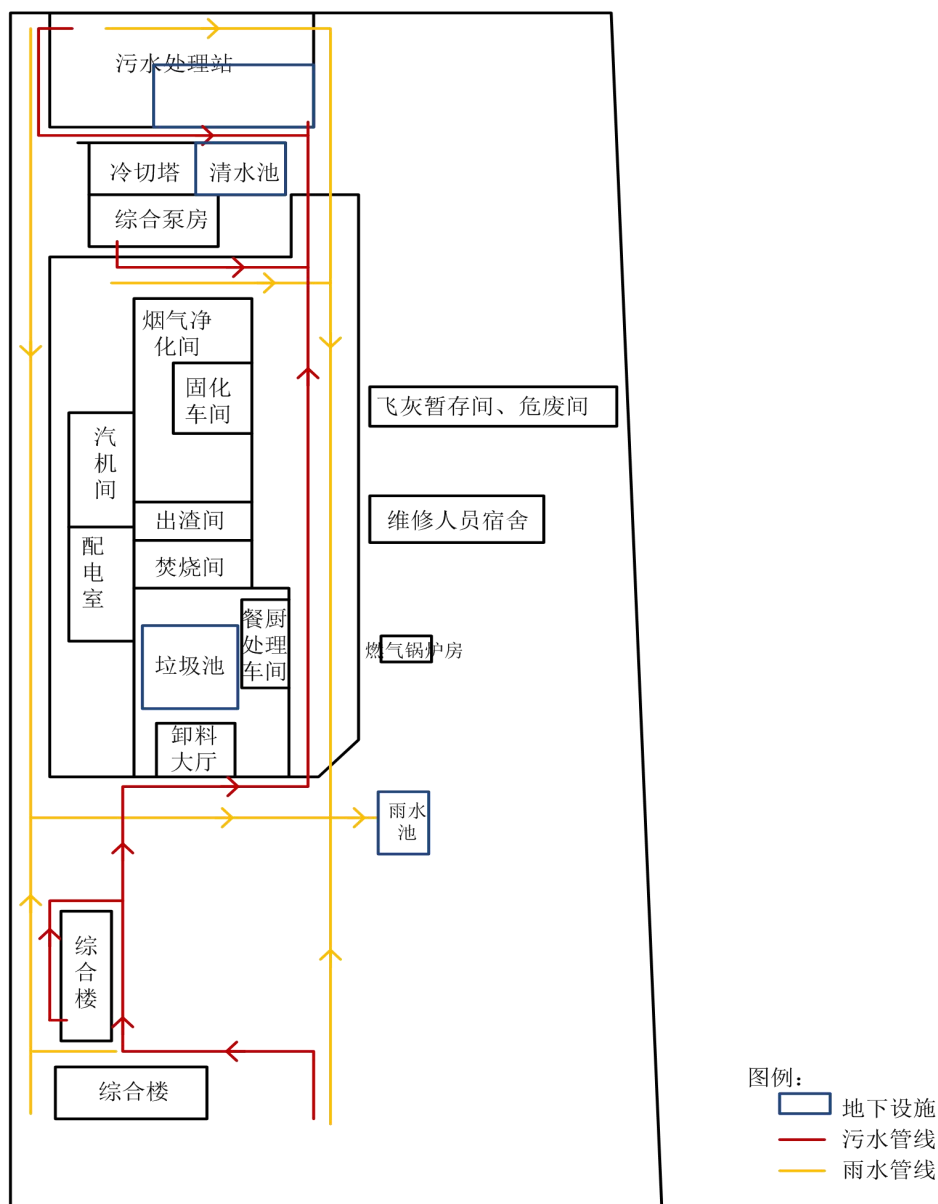 污水处理站
冷切塔
清水池
综合泵房
烟气净
化间
固化
车间
飞灰暂存间、危废间
汽
机
间
出渣间
维修人员宿舍
配
电
室
焚烧间
餐厨
处理
车间
垃圾池
燃气锅炉房
卸料
大厅
雨水
池
综
合
楼
综合楼
图例：
地下设施
污水管线
雨水管线